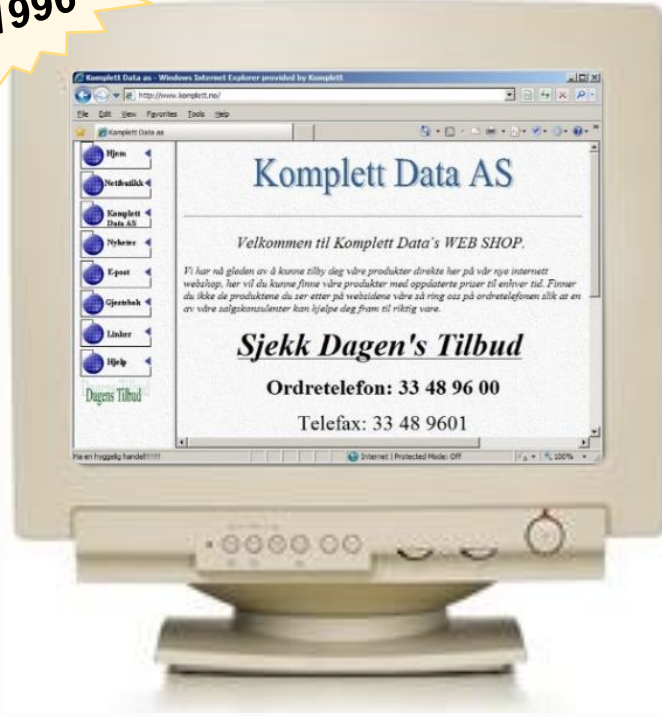 1996
Komplett Data as - Windows Internet Explorer provided by Komplett
http://www.komplett.no/
File Edit View Favorites Tools Help
Komplett Data as
Hjem
Nettbutikk
Komplett
Data AS
Nyheter
E-post
Gjestebok
Linker
Hjelp
Dagens Tilbud
Komplett Data AS
Velkommen til Komplett Data's WEB SHOP.
Vi har nå gleden av å kunne tilby deg våre produkter direkte her på vår nye internett
webshop, her vil du kunne finne våre produkter med oppdaterte priser til enhver tid. Finner
du ikke de produktene du ser etter på websidene våre så ring oss på ordretelefonen slik at en
av våre salgskonsulenter kan hjelpe deg fram til riktig vare.
Sjekk Dagen's Tilbud
Ordretelefon: 33 48 96 00
Telefax: 33 48 9601
Ha en hyggelig handel!!!!!!
Internet | Protected Mode: Off
100%